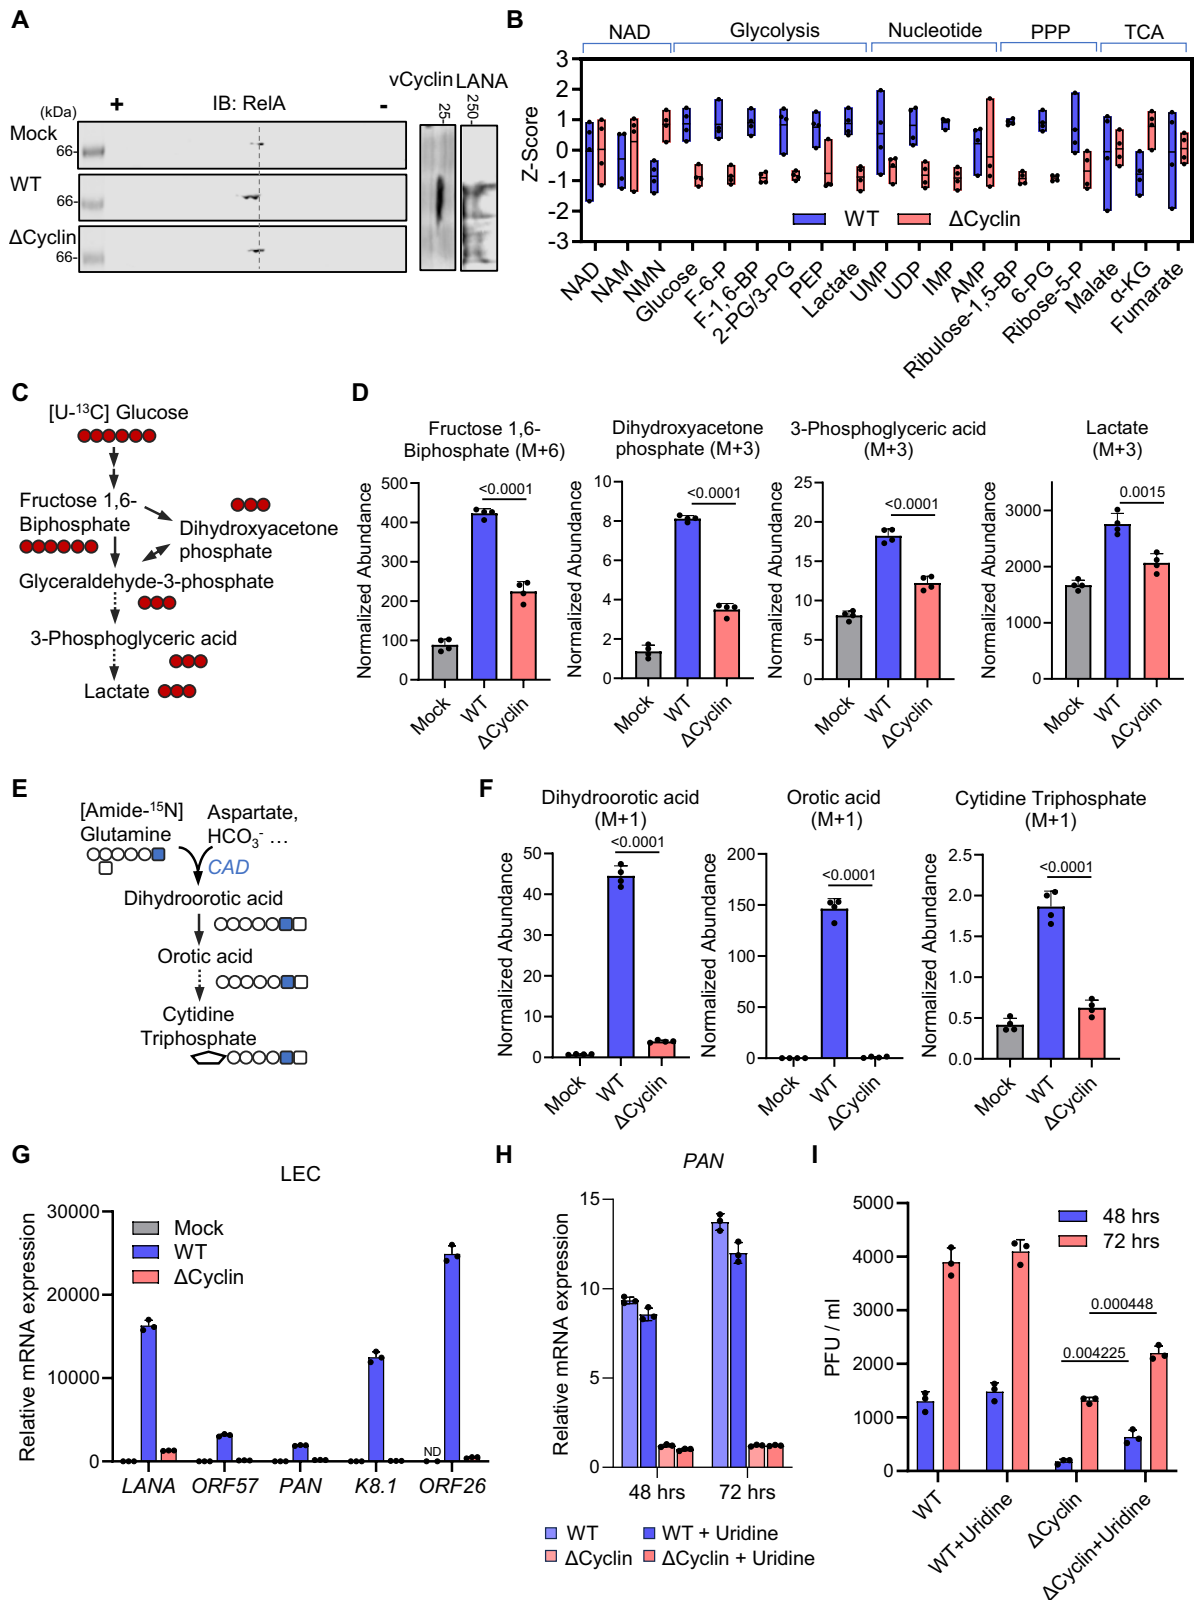 A
(kDa)
+
IB: RelA
-
vCyclin
LANA
25-
250-
Mock
66-
WT
66-
ΔCyclin
66-
B
NAD
Glycolysis
Nucleotide
PPP
TCA
Z-Score
3
2
1
0
-1
-2
-3
WT
ΔCyclin
NAD
NAM
NMN
Glucose
F-6-P
F-1,6-BP
2-PG/3-PG
PEP
Lactate
UMP
UDP
IMP
AMP
Ribulose-1,5-BP
6-PG
Ribose-5-P
Malate
α-KG
Fumarate
C
[U-¹³C] Glucose
Fructose 1,6-
Biphosphate
Dihydroxyacetone
phosphate
Glyceraldehyde-3-phosphate
3-Phosphoglyceric acid
Lactate
D
Fructose 1,6-
Biphosphate (M+6)
Normalized Abundance
500
400
300
200
100
0
<0.0001
Mock
WT
ΔCyclin
Dihydroxyacetone
phosphate (M+3)
Normalized Abundance
10
8
6
4
2
0
<0.0001
Mock
WT
ΔCyclin
3-Phosphoglyceric acid
(M+3)
Normalized Abundance
25
20
15
10
5
0
<0.0001
Mock
WT
ΔCyclin
Lactate
(M+3)
Normalized Abundance
3000
2000
1000
0
0.0015
Mock
WT
ΔCyclin
E
[Amide-¹⁵N]
Glutamine
Aspartate,
HCO₃⁻ ...
CAD
Dihydroorotic acid
Orotic acid
Cytidine
Triphosphate
F
Dihydroorotic acid
(M+1)
Normalized Abundance
50
40
30
20
10
0
<0.0001
Mock
WT
ΔCyclin
Orotic acid
(M+1)
Normalized Abundance
200
150
100
50
0
<0.0001
Mock
WT
ΔCyclin
Cytidine Triphosphate
(M+1)
Normalized Abundance
2.5
2.0
1.5
1.0
0.5
0.0
<0.0001
Mock
WT
ΔCyclin
G
LEC
Relative mRNA expression
30000
20000
10000
0
Mock
WT
ΔCyclin
ND
LANA
ORF57
PAN
K8.1
ORF26
H
PAN
Relative mRNA expression
15
10
5
0
48 hrs
72 hrs
WT
WT + Uridine
ΔCyclin
ΔCyclin + Uridine
I
PFU / ml
5000
4000
3000
2000
1000
0
48 hrs
72 hrs
0.000448
0.004225
WT
WT+Uridine
ΔCyclin
ΔCyclin+Uridine